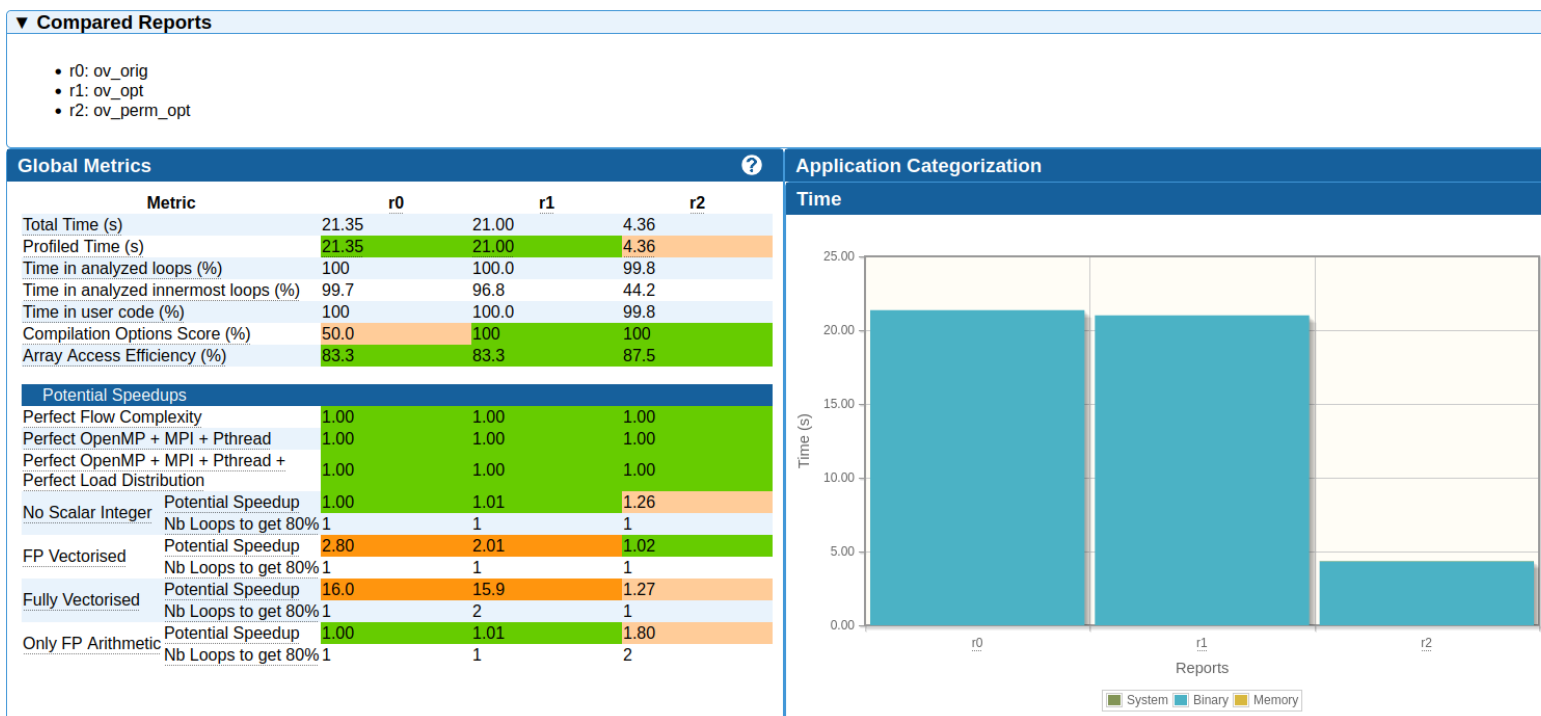 ▼ Compared Reports
• r0: ov_orig
• r1: ov_opt
• r2: ov_perm_opt
Global Metrics ?
Metric r0 r1 r2
Total Time (s) 21.35 21.00 4.36
Profiled Time (s) 21.35 21.00 4.36
Time in analyzed loops (%) 100 100.0 99.8
Time in analyzed innermost loops (%) 99.7 96.8 44.2
Time in user code (%) 100 100.0 99.8
Compilation Options Score (%) 50.0 100 100
Array Access Efficiency (%) 83.3 83.3 87.5
Potential Speedups
Perfect Flow Complexity 1.00 1.00 1.00
Perfect OpenMP + MPI + Pthread 1.00 1.00 1.00
Perfect OpenMP + MPI + Pthread +
Perfect Load Distribution 1.00 1.00 1.00
No Scalar Integer
Potential Speedup 1.00 1.01 1.26
Nb Loops to get 80% 1 1 1
FP Vectorised
Potential Speedup 2.80 2.01 1.02
Nb Loops to get 80% 1 1 1
Fully Vectorised
Potential Speedup 16.0 15.9 1.27
Nb Loops to get 80% 1 2 1
Only FP Arithmetic
Potential Speedup 1.00 1.01 1.80
Nb Loops to get 80% 1 1 2
Application Categorization
Time
25.00
20.00
15.00
10.00
5.00
0.00
Time (s)
r0 r1 r2
Reports
System Binary Memory